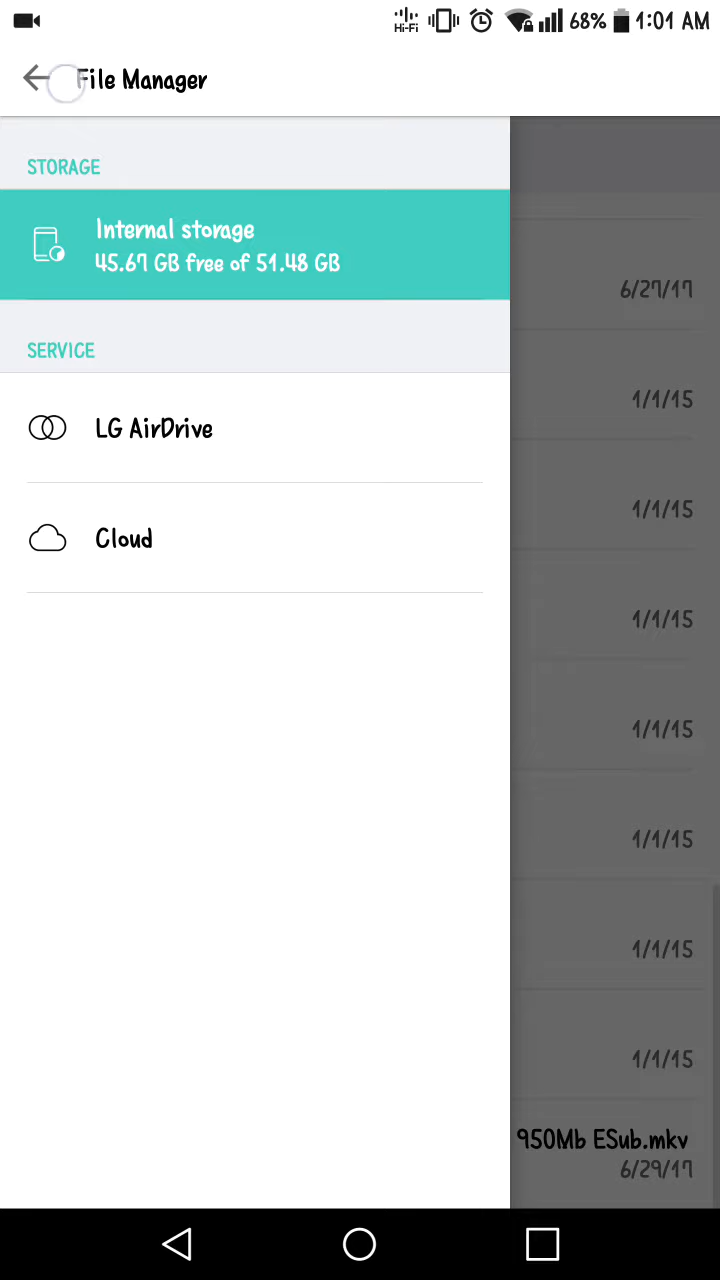 Hi-Fi 68% 1:01 AM
File Manager
STORAGE
Internal storage
45.67 GB free of 51.48 GB
6/27/17
SERVICE
1/1/15
LG AirDrive
1/1/15
Cloud
1/1/15
1/1/15
1/1/15
1/1/15
1/1/15
950Mb ESub.mkv
6/29/17